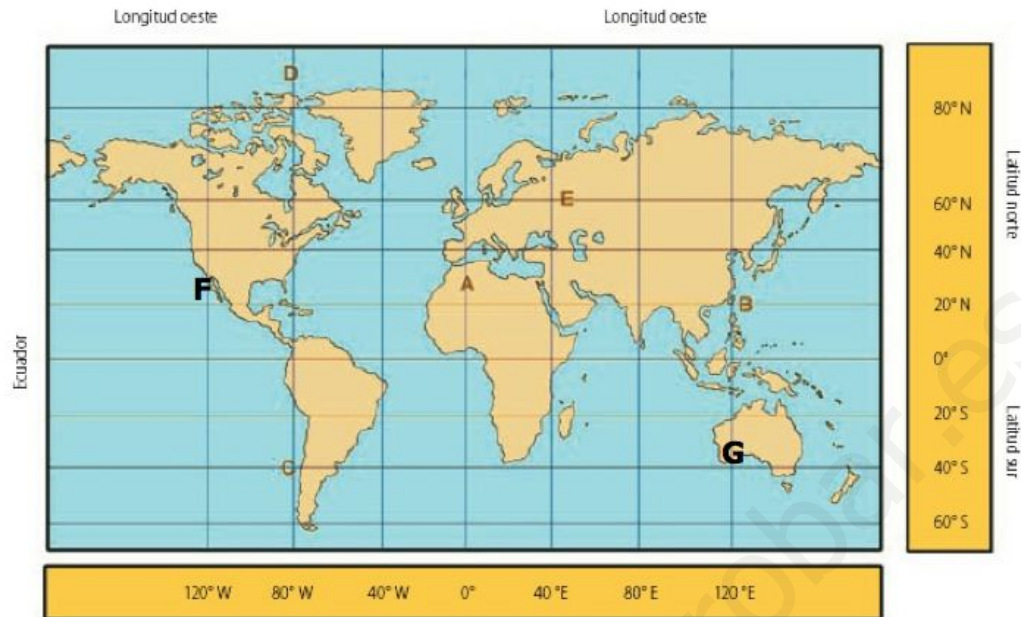 Longitud oeste Longitud oeste
D
80° N
Latitud norte
E
60° N
40° N
F
A
B
20° N
Ecuador
0°
20° S
Latitud sur
G
C
40° S
60° S
120° W 80° W 40° W 0° 40° E 80° E 120° E